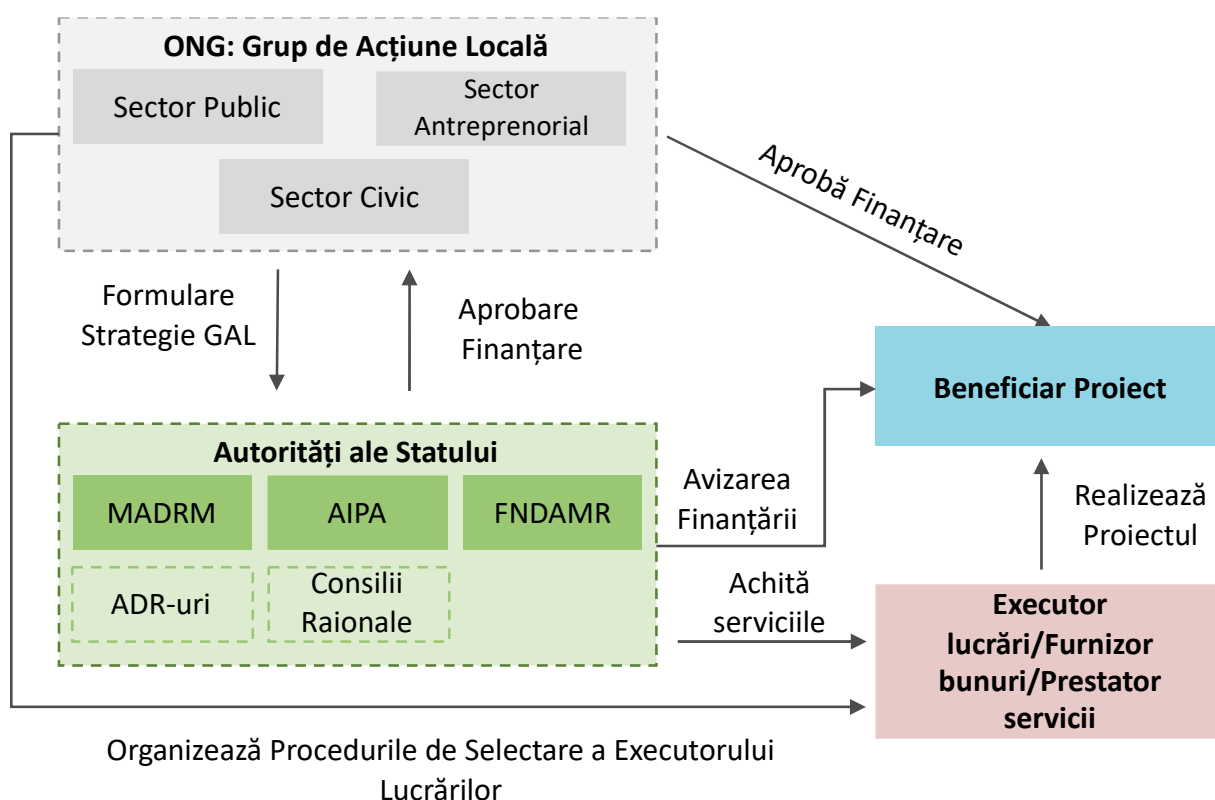 ONG: Grup de Acțiune Locală
Sector Public
Sector
Antreprenorial
Sector Civic
Aprobă Finanțare
Formulare
Strategie GAL
Aprobare
Finanțare
Beneficiar Proiect
Autorități ale Statului
MADRM
AIPA
FNDAMR
ADR-uri
Consilii
Raionale
Avizarea
Finanțării
Realizează
Proiectul
Achită
serviciile
Executor
lucrări/Furnizor
bunuri/Prestator
servicii
Organizează Procedurile de Selectare a Executorului
Lucrărilor